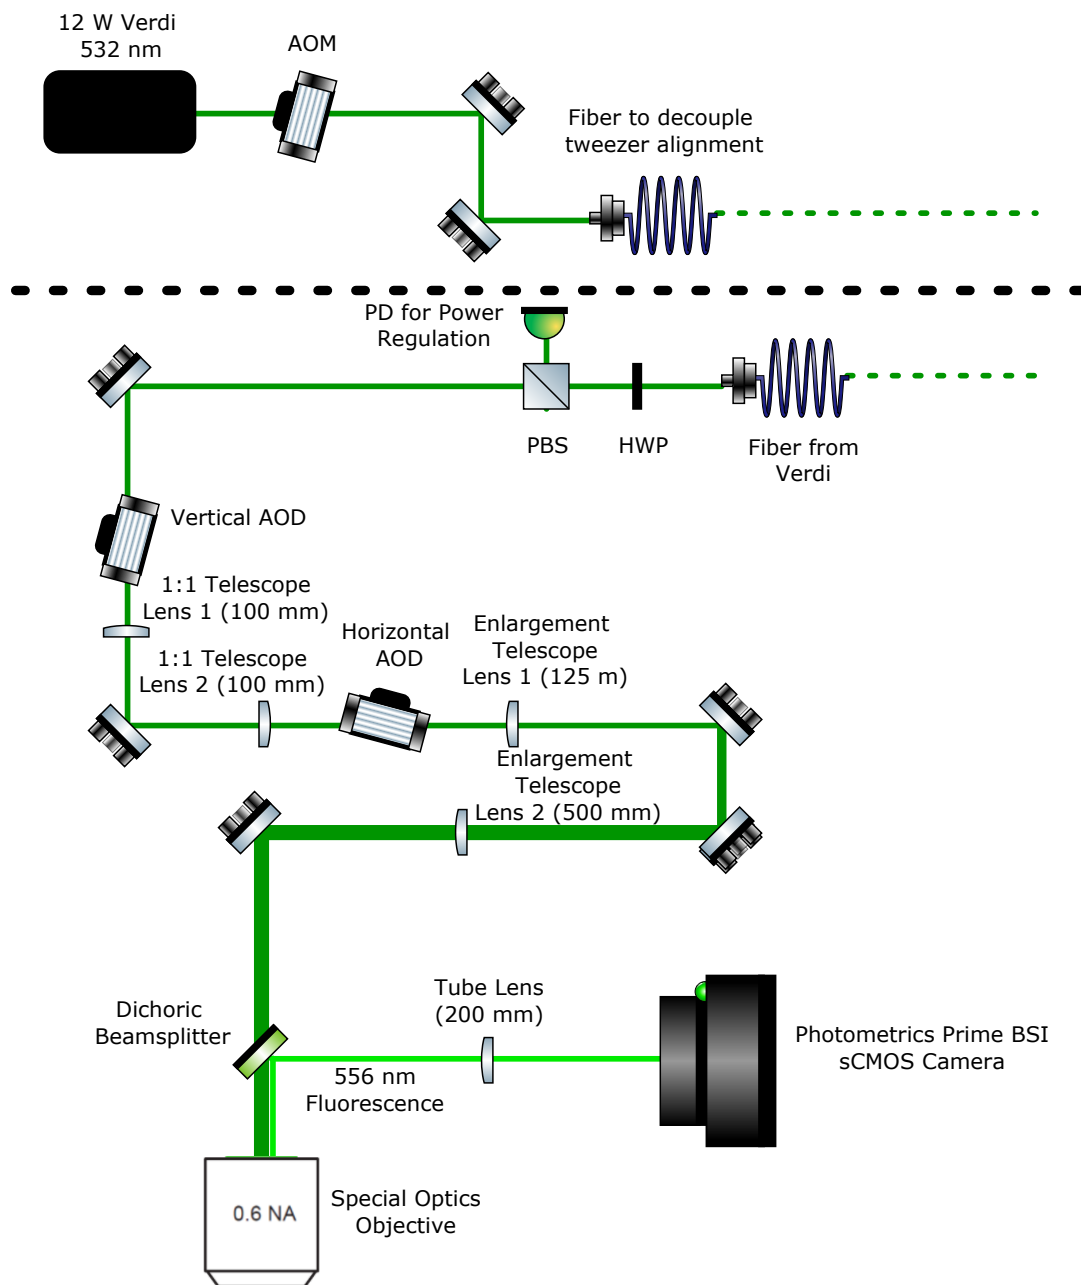 12 W Verdi
532 nm
AOM
Fiber to decouple
tweezer alignment
PD for Power
Regulation
PBS
HWP
Fiber from
Verdi
Vertical AOD
1:1 Telescope
Lens 1 (100 mm)
1:1 Telescope
Lens 2 (100 mm)
Horizontal
AOD
Enlargement
Telescope
Lens 1 (125 m)
Enlargement
Telescope
Lens 2 (500 mm)
Dichoric
Beamsplitter
Tube Lens
(200 mm)
556 nm
Fluorescence
Photometrics Prime BSI
sCMOS Camera
0.6 NA
Special Optics
Objective